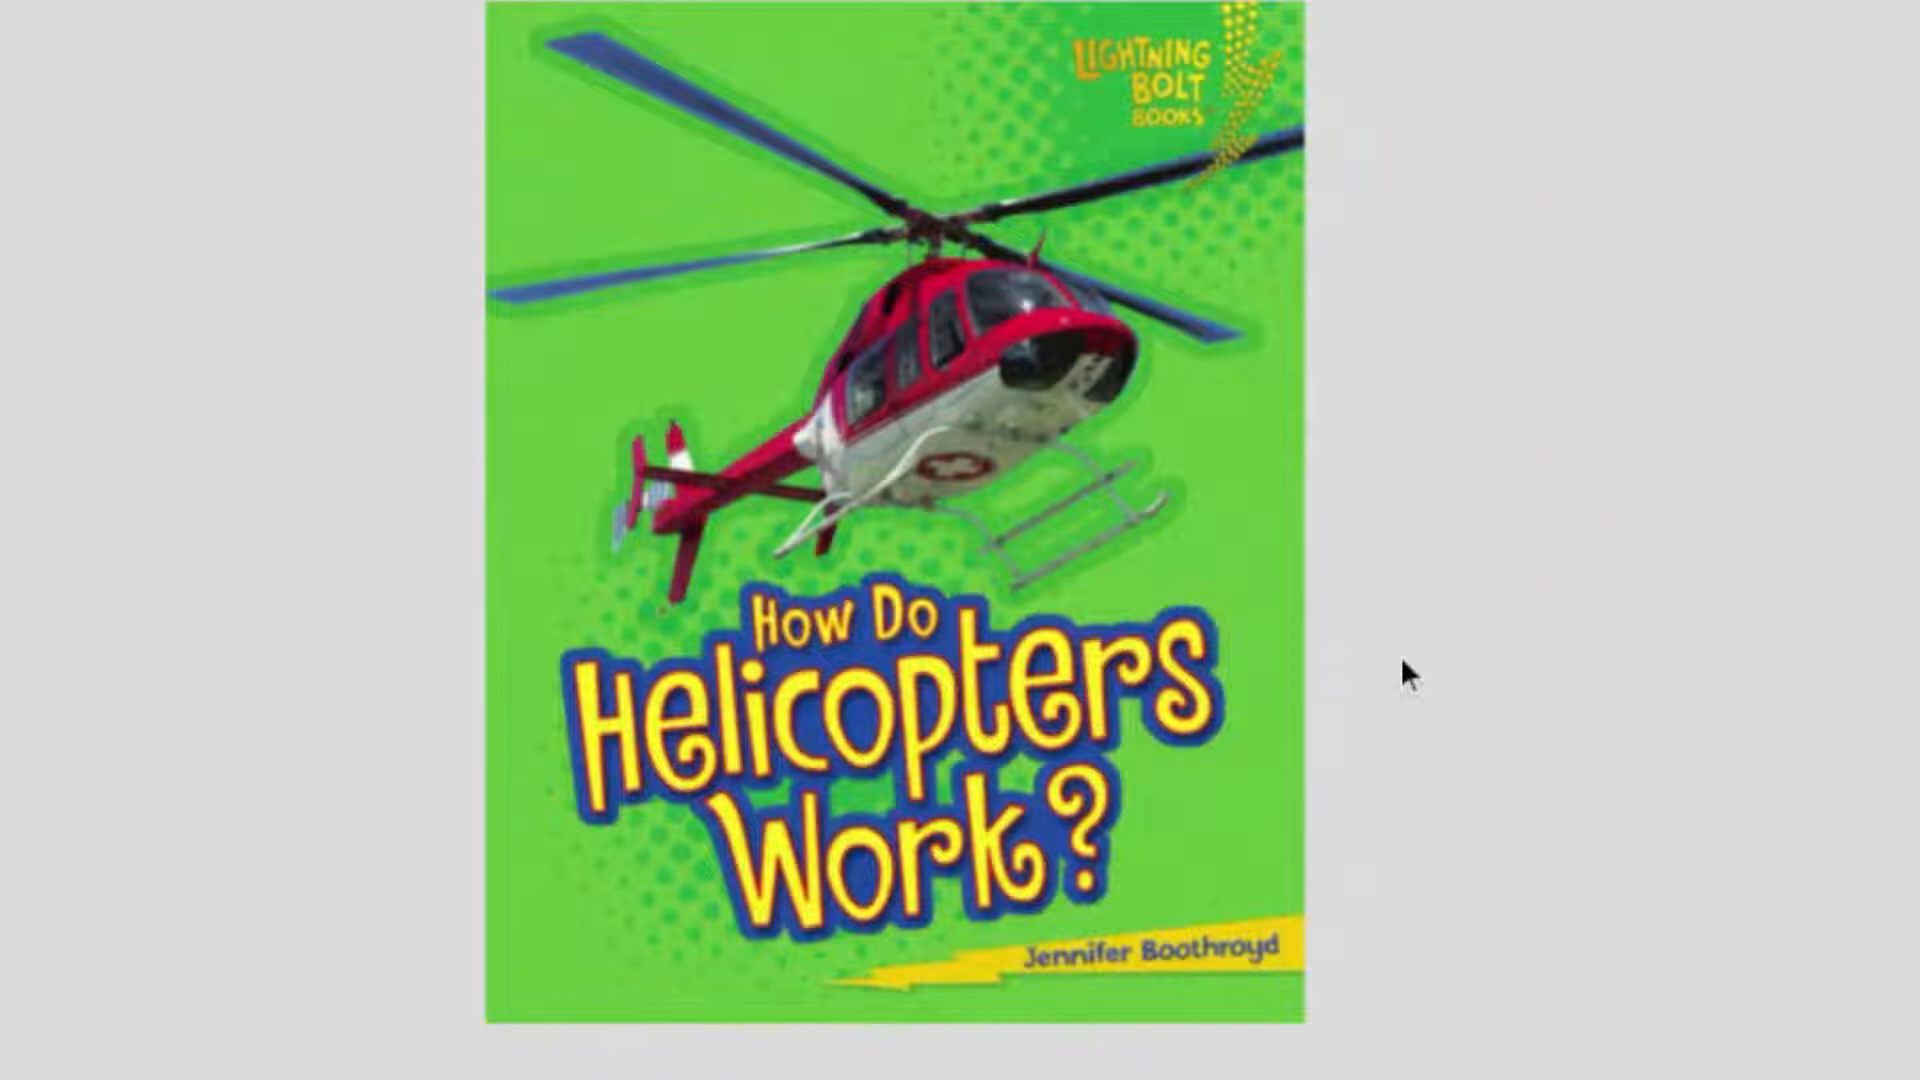 LIGHTNING
BOLT
BOOKS
How Do
Helicopters
Work?
Jennifer Boothroyd